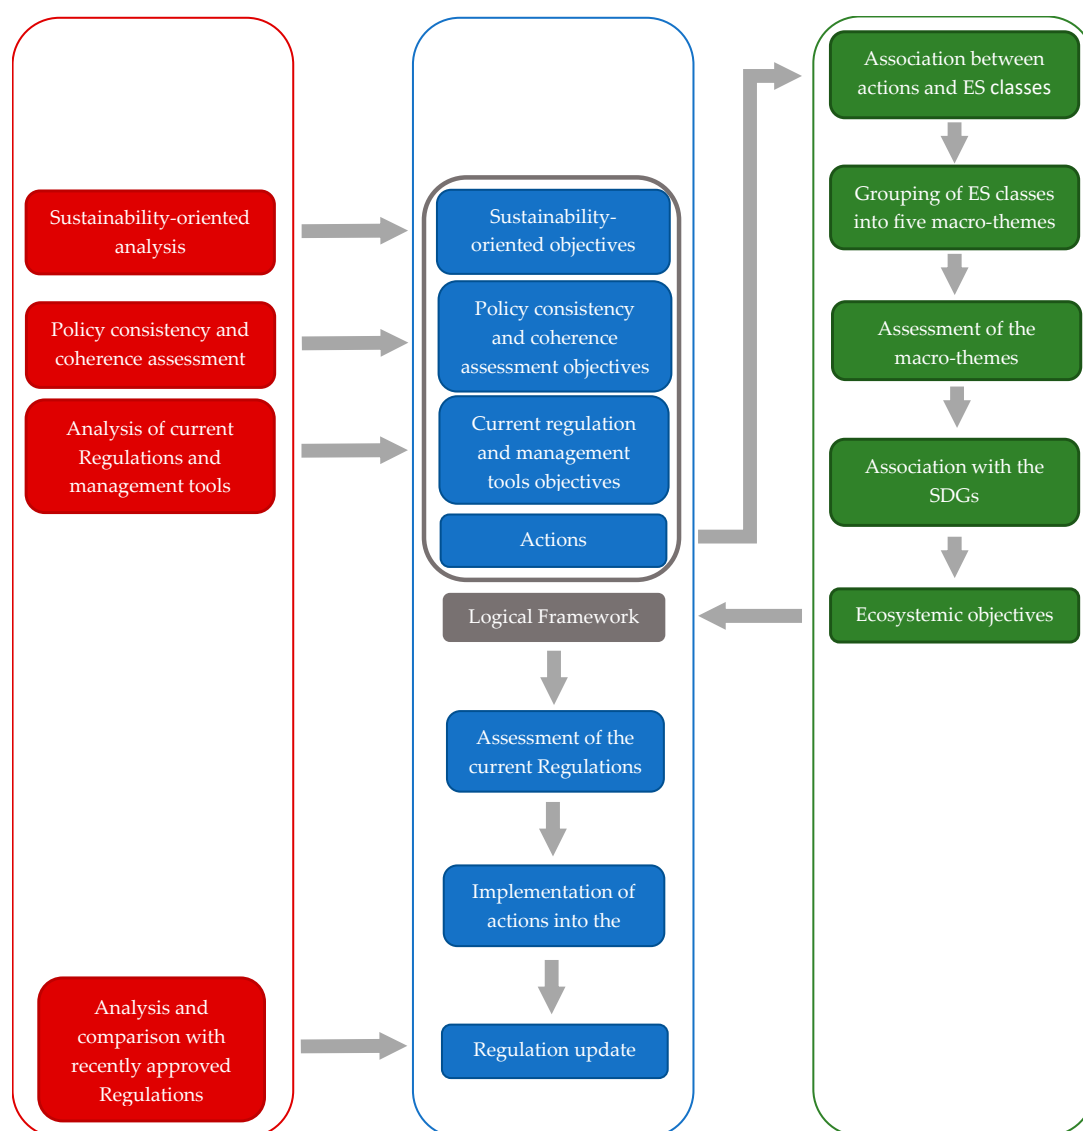 Sustainability-oriented
analysis
Policy consistency and
coherence assessment
Analysis of current
Regulations and
management tools
Analysis and
comparison with
recently approved
Regulations
Sustainability-
oriented objectives
Policy consistency
and coherence
assessment objectives
Current regulation
and management
tools objectives
Actions
Logical Framework
Assessment of the
current Regulations
Implementation of
actions into the
Regulation update
Association between
actions and ES classes
Grouping of ES classes
into five macro-themes
Assessment of the
macro-themes
Association with the
SDGs
Ecosystemic objectives